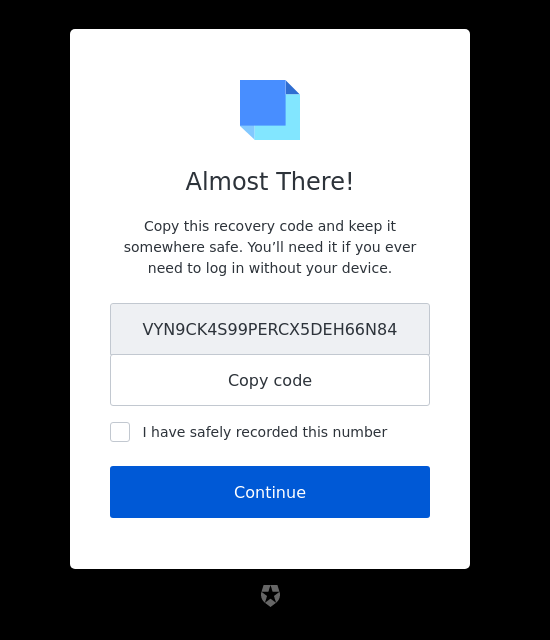 Almost There!
Copy this recovery code and keep it
somewhere safe. You’ll need it if you ever
need to log in without your device.
VYN9CK4S99PERCX5DEH66N84
Copy code
I have safely recorded this number
Continue